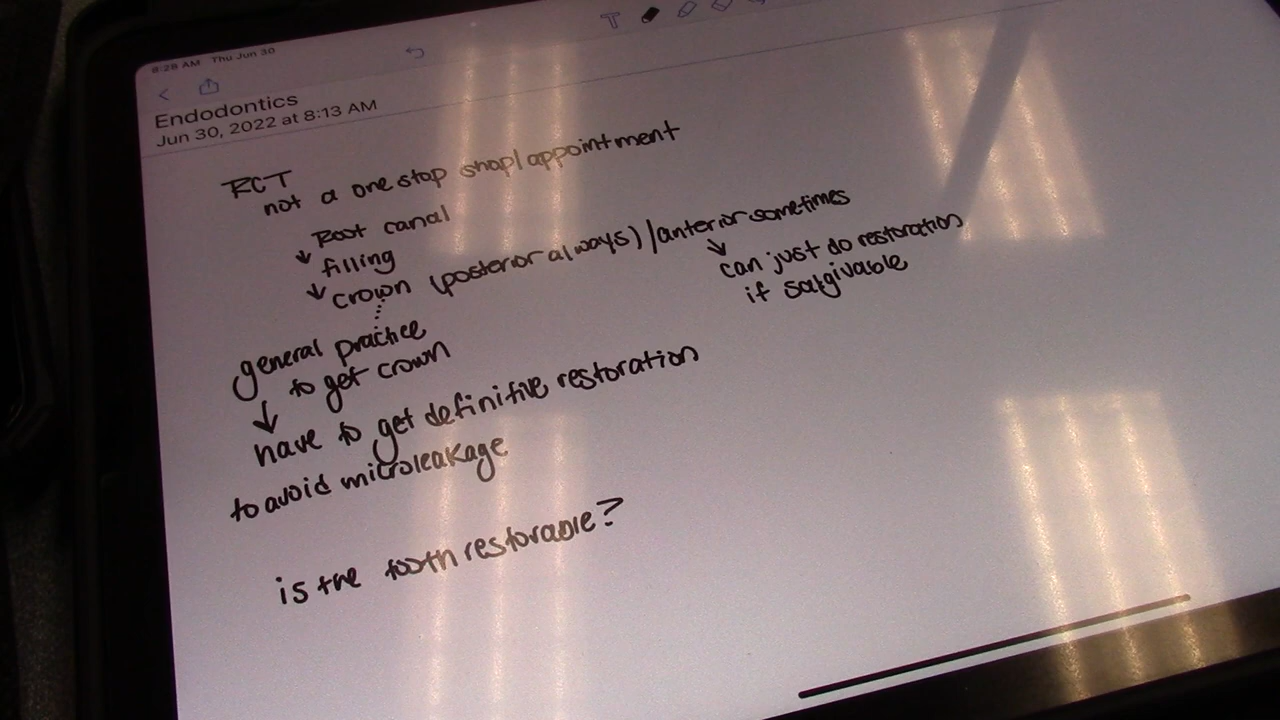 8:28 AM Thu Jun 30
Endodontics
Jun 30, 2022 at 8:13 AM
RCT
not a one stop shop/appointment
Root canal
↓ filling
↓ crown (posterior always)/anterior sometimes
↓
can just do restoration
if salgivable
general practice
to get crown
↓
have to get definitive restoration
to avoid microleakage
is the tooth restorable?